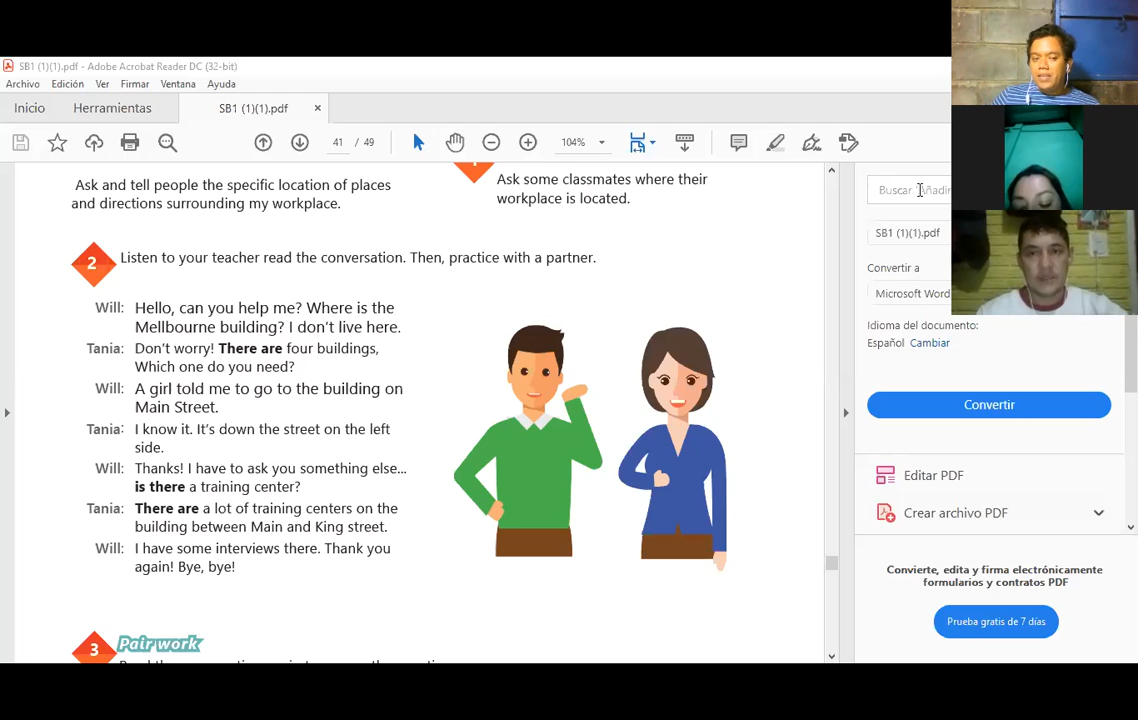 SB1 (1)(1).pdf - Adobe Acrobat Reader DC (32-bit)
Archivo Edición Ver Firmar Ventana Ayuda
Inicio Herramientas SB1 (1)(1).pdf ×
41 / 49 104%
Ask and tell people the specific location of places
and directions surrounding my workplace.
Ask some classmates where their
workplace is located.
2 Listen to your teacher read the conversation. Then, practice with a partner.
Will: Hello, can you help me? Where is the
Mellbourne building? I don't live here.
Tania: Don't worry! There are four buildings,
Which one do you need?
Will: A girl told me to go to the building on
Main Street.
Tania: I know it. It's down the street on the left
side.
Will: Thanks! I have to ask you something else...
is there a training center?
Tania: There are a lot of training centers on the
building between Main and King street.
Will: I have some interviews there. Thank you
again! Bye, bye!
3 Pair work
Buscar
SB1 (1)(1).pdf
Convertir a
Microsoft Word
Idioma del documento:
Español Cambiar
Convertir
Editar PDF
Crear archivo PDF
Convierte, edita y firma electrónicamente
formularios y contratos PDF
Prueba gratis de 7 días